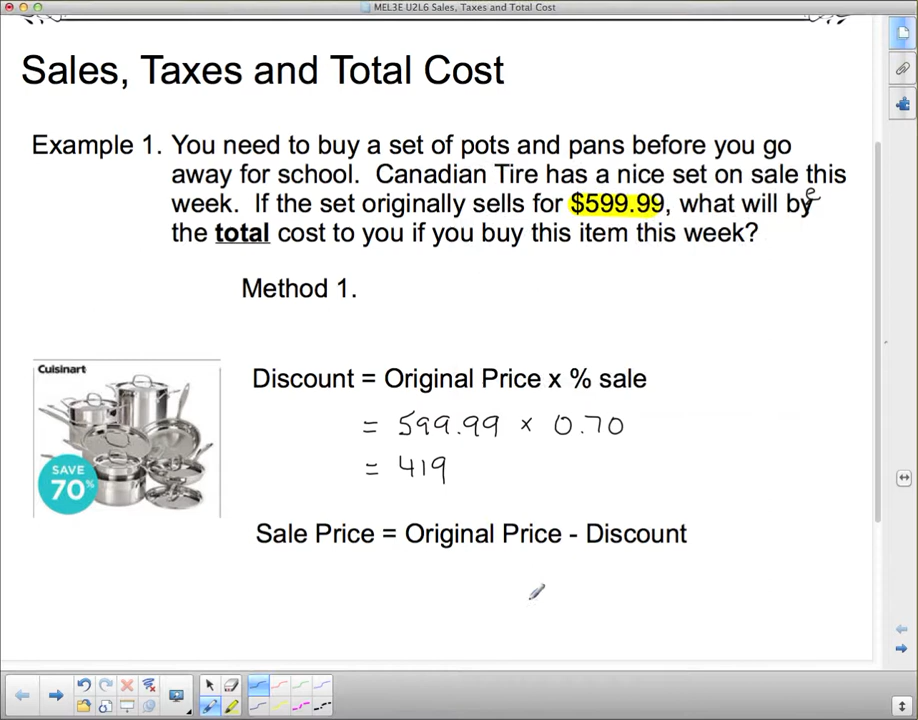 MEL3E U2L6 Sales, Taxes and Total Cost
Sales, Taxes and Total Cost
Example 1. You need to buy a set of pots and pans before you go
away for school. Canadian Tire has a nice set on sale this
week. If the set originally sells for $599.99, what will by e
the total cost to you if you buy this item this week?
Method 1.
Cuisinart
SAVE
70%
Discount = Original Price x % sale
= 599.99 × 0.70
= 419
Sale Price = Original Price - Discount